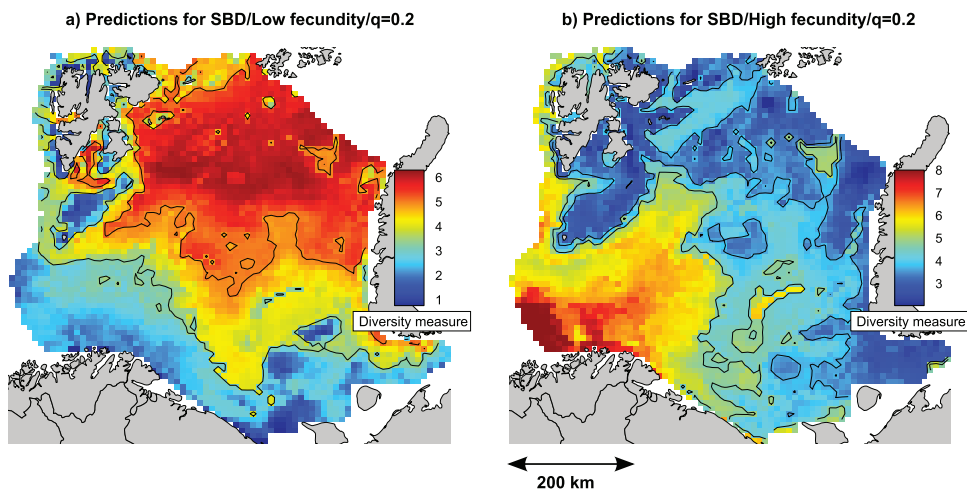 a) Predictions for SBD/Low fecundity/q=0.2
b) Predictions for SBD/High fecundity/q=0.2
6
5
4
3
2
1
Diversity measure
8
7
6
5
4
3
Diversity measure
200 km